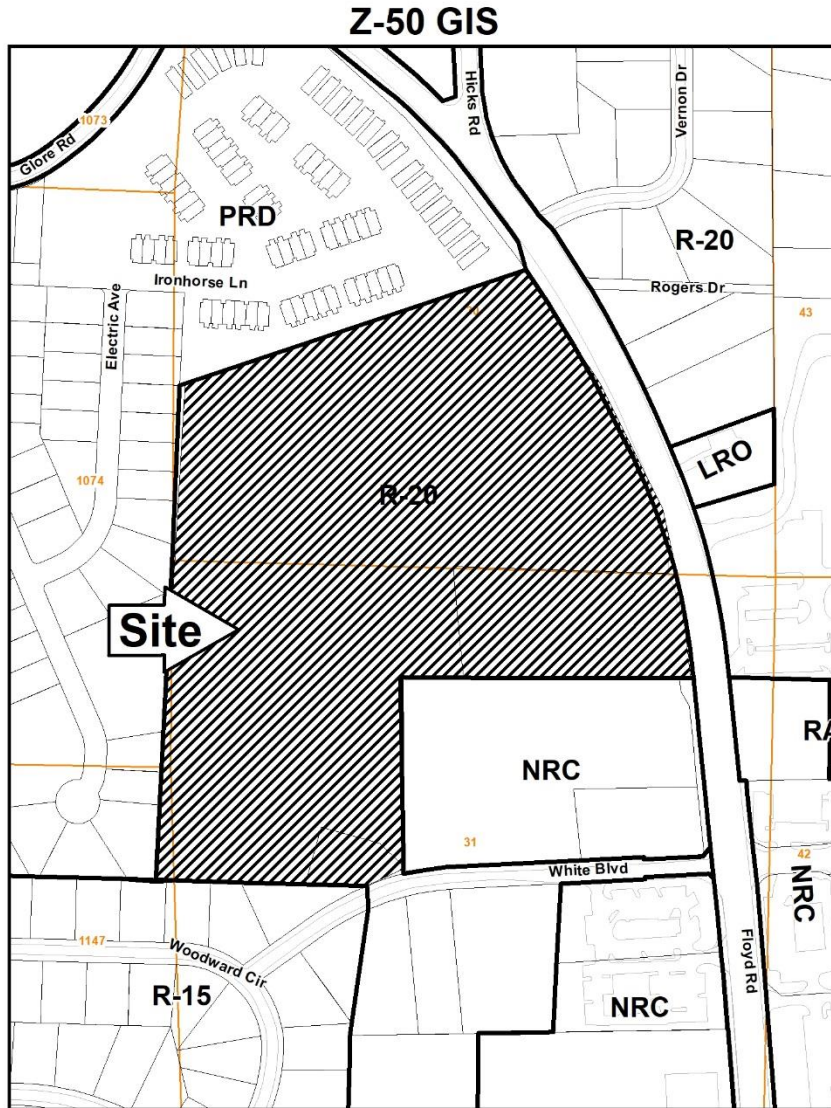 Z-50 GIS
Hicks Rd
Vernon Dr
1073
Glore Rd
PRD
R-20
Ironhorse Ln
Rogers Dr
Electric Ave
43
LRO
1074
R-20
Site
RA
NRC
31
42
White Blvd
NRC
1147
Woodward Cir
Floyd Rd
R-15
NRC